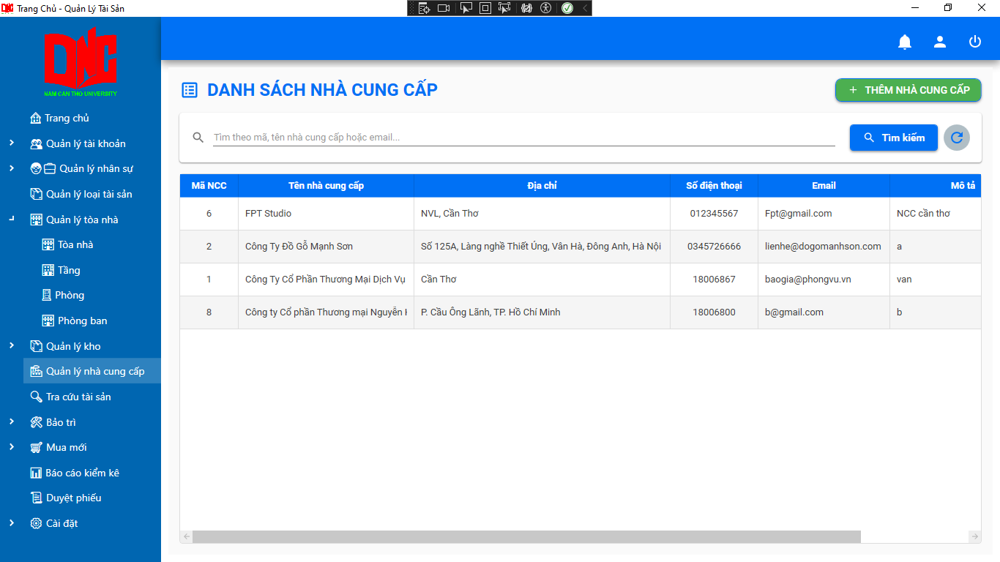 Trang Chủ - Quản Lý Tài Sản
DNC
NAM CAN THO UNIVERSITY
Trang chủ
Quản lý tài khoản
Quản lý nhân sự
Quản lý loại tài sản
Quản lý tòa nhà
Tòa nhà
Tầng
Phòng
Phòng ban
Quản lý kho
Quản lý nhà cung cấp
Tra cứu tài sản
Bảo trì
Mua mới
Báo cáo kiểm kê
Duyệt phiếu
Cài đặt
DANH SÁCH NHÀ CUNG CẤP
+ THÊM NHÀ CUNG CẤP
Tìm theo mã, tên nhà cung cấp hoặc email...
Tìm kiếm
Mã NCC Tên nhà cung cấp Địa chỉ Số điện thoại Email Mô tả
6 FPT Studio NVL, Cần Thơ 012345567 Fpt@gmail.com NCC cần thơ
2 Công Ty Đồ Gỗ Mạnh Sơn Số 125A, Làng nghề Thiết Úng, Vân Hà, Đông Anh, Hà Nội 0345726666 lienhe@dogomanhson.com a
1 Công Ty Cổ Phần Thương Mại Dịch Vụ Cần Thơ 18006867 baogia@phongvu.vn van
8 Công ty Cổ phần Thương mại Nguyễn P. Cầu Ông Lãnh, TP. Hồ Chí Minh 18006800 b@gmail.com b